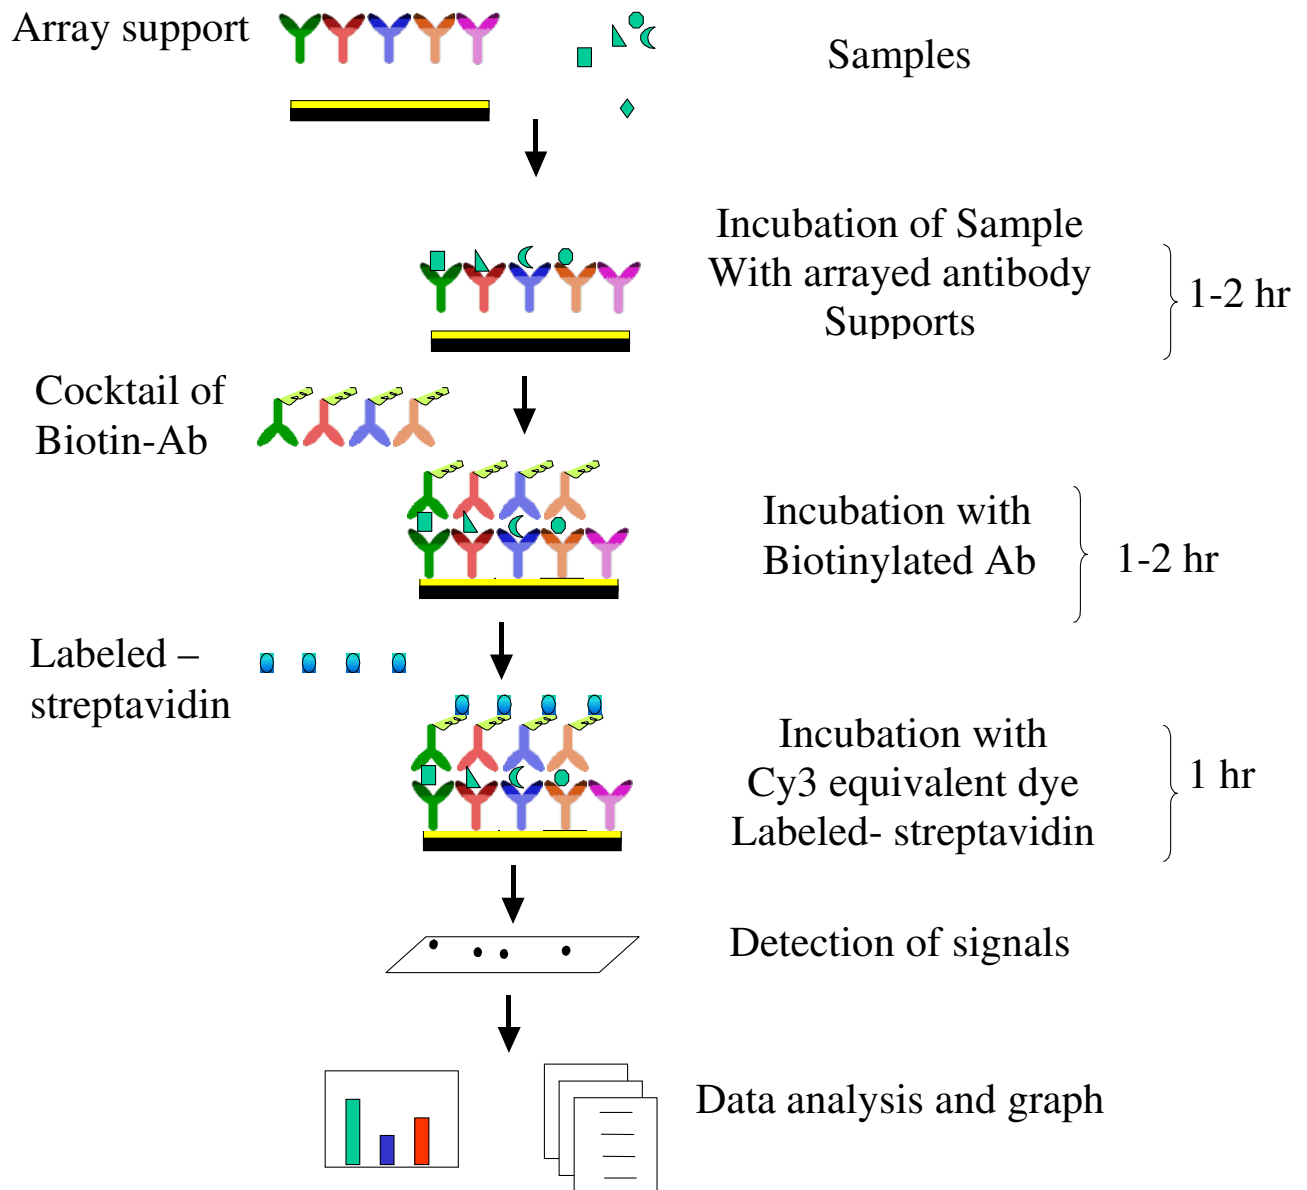 Array support
Samples
Incubation of Sample
With arrayed antibody
Supports
1-2 hr
Cocktail of
Biotin-Ab
Incubation with
Biotinylated Ab
1-2 hr
Labeled –
streptavidin
Incubation with
Cy3 equivalent dye
Labeled- streptavidin
1 hr
Detection of signals
Data analysis and graph